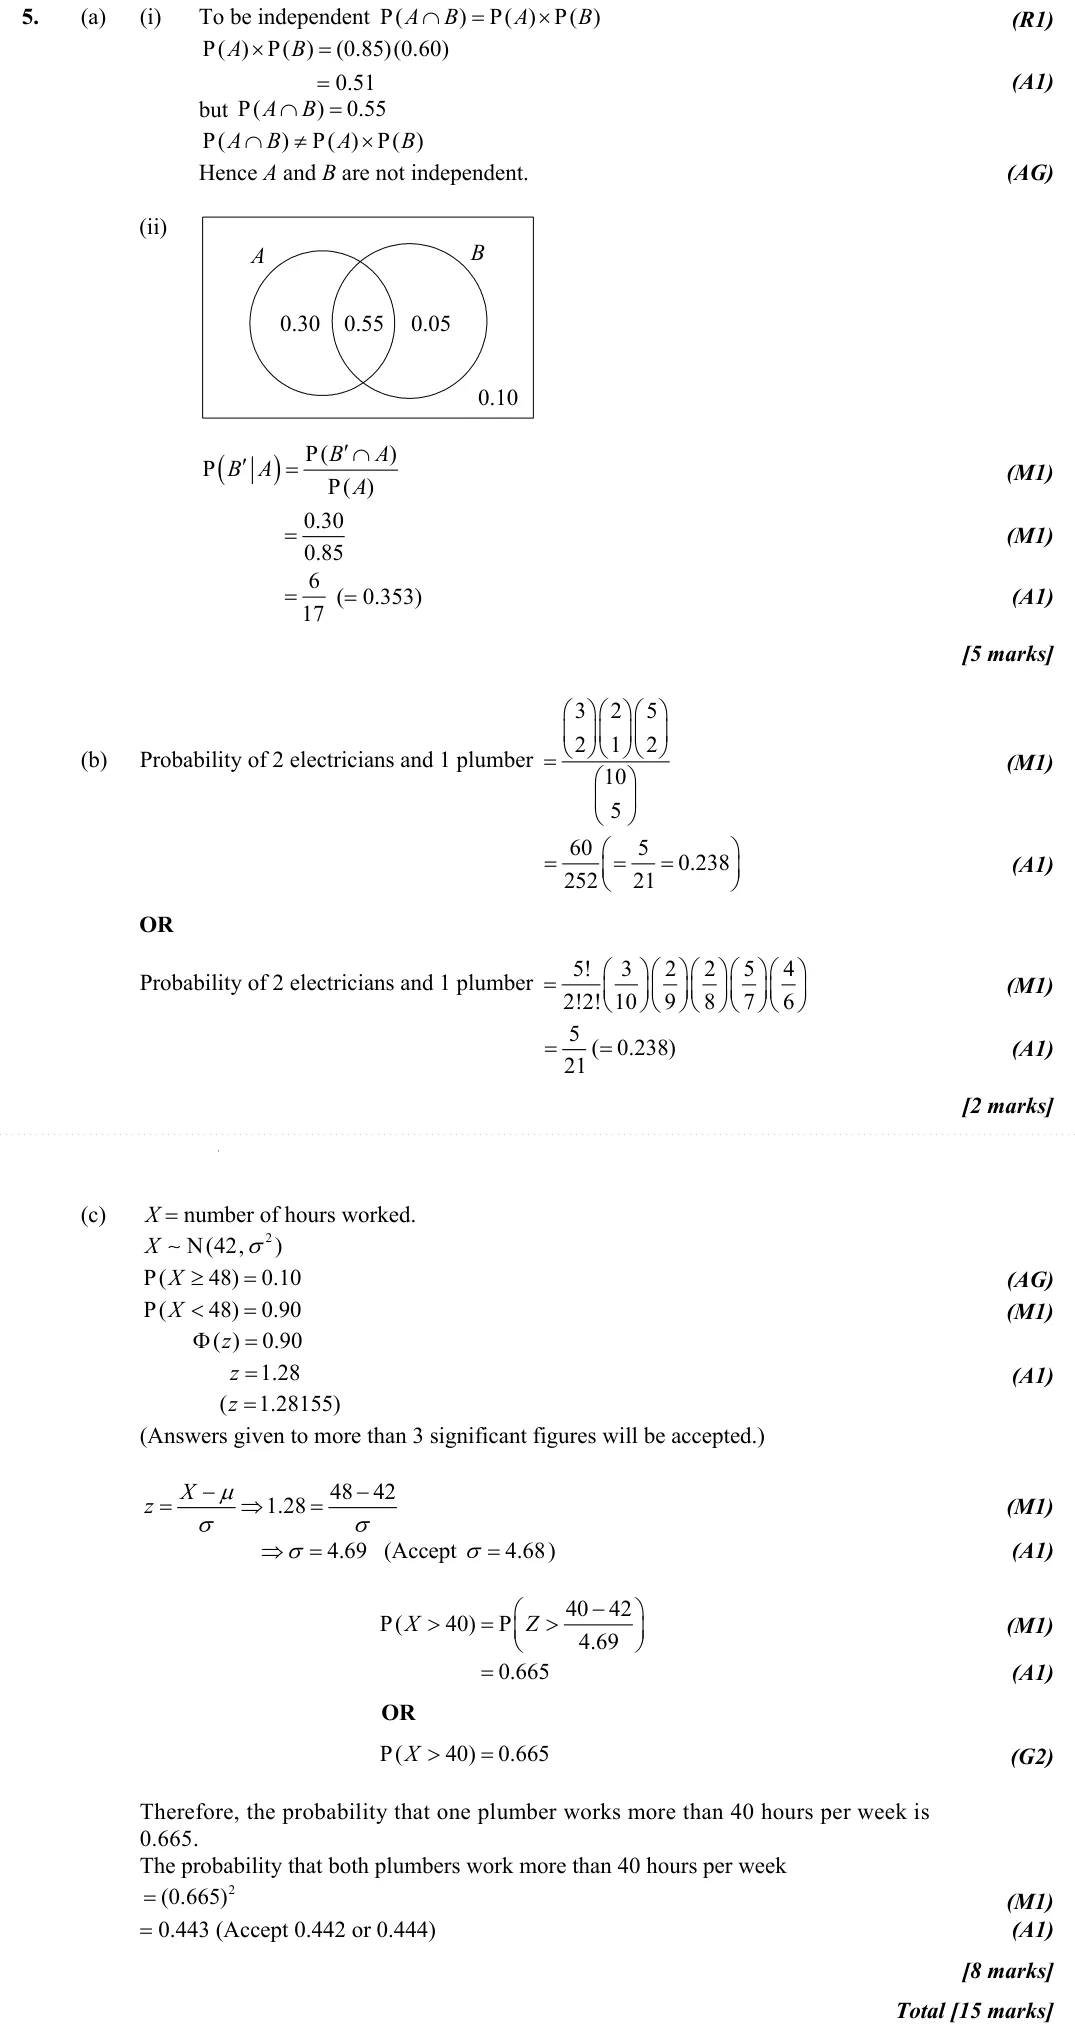 5. (a) (i) To be independent P(A ∩ B) = P(A) × P(B) (R1)
P(A) × P(B) = (0.85)(0.60)
= 0.51 (A1)
but P(A ∩ B) = 0.55
P(A ∩ B) ≠ P(A) × P(B)
Hence A and B are not independent. (AG)
(ii)
A B
0.30 0.55 0.05
0.10
P(B′|A) = P(B′ ∩ A) / P(A) (M1)
= 0.30 / 0.85 (M1)
= 6/17 (= 0.353) (A1)
[5 marks]
(b) Probability of 2 electricians and 1 plumber = (3 2)(2 1)(5 2) / (10 5) (M1)
= 60/252 (= 5/21 = 0.238) (A1)
OR
Probability of 2 electricians and 1 plumber = 5!/2!2! (3/10)(2/9)(2/8)(5/7)(4/6) (M1)
= 5/21 (= 0.238) (A1)
[2 marks]
(c) X = number of hours worked.
X ~ N(42, σ²)
P(X ≥ 48) = 0.10 (AG)
P(X < 48) = 0.90 (M1)
Φ(z) = 0.90
z = 1.28 (A1)
(z = 1.28155)
(Answers given to more than 3 significant figures will be accepted.)
z = (X − μ)/σ ⇒ 1.28 = (48 − 42)/σ (M1)
⇒ σ = 4.69 (Accept σ = 4.68) (A1)
P(X > 40) = P(Z > (40 − 42)/4.69) (M1)
= 0.665 (A1)
OR
P(X > 40) = 0.665 (G2)
Therefore, the probability that one plumber works more than 40 hours per week is
0.665.
The probability that both plumbers work more than 40 hours per week
= (0.665)² (M1)
= 0.443 (Accept 0.442 or 0.444) (A1)
[8 marks]
Total [15 marks]